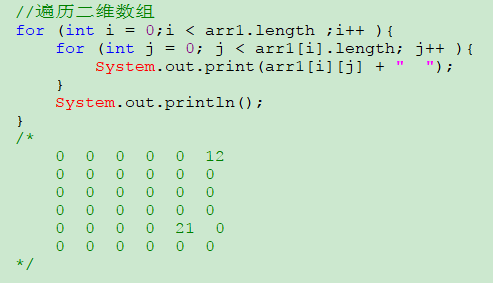 //遍历二维数组
for (int i = 0;i < arr1.length ;i++ ){
    for (int j = 0; j < arr1[i].length; j++ ){
        System.out.print(arr1[i][j] + "  ");
    }
    System.out.println();
}
/*
    0  0  0  0  0  12
    0  0  0  0  0  0
    0  0  0  0  0  0
    0  0  0  0  0  0
    0  0  0  0  21  0
    0  0  0  0  0  0
*/